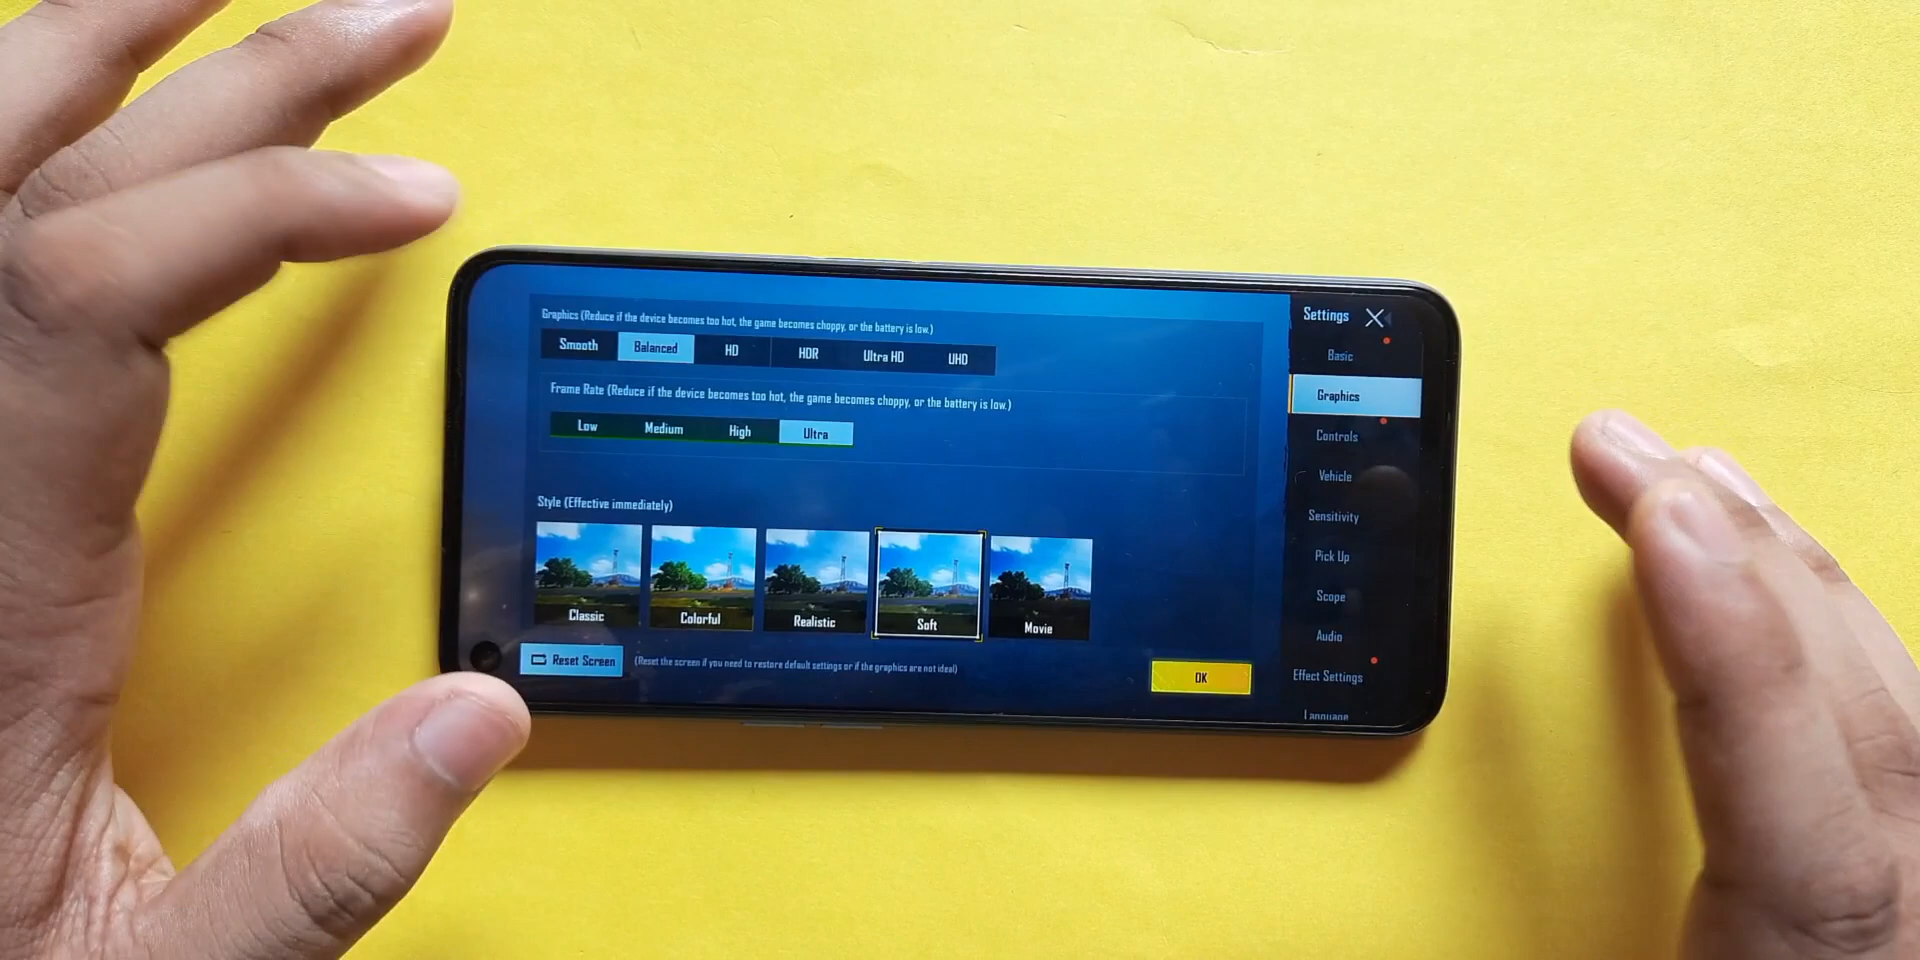 Graphics (Reduce if the device becomes too hot, the game becomes choppy, or the battery is low.)
Smooth Balanced HD HDR Ultra HD UHD
Frame Rate (Reduce if the device becomes too hot, the game becomes choppy, or the battery is low.)
Low Medium High Ultra
Style (Effective immediately)
Classic Colorful Realistic Soft Movie
Reset Screen (Reset the screen if you need to restore default settings or if the graphics are not ideal)
OK
Settings
Basic
Graphics
Controls
Vehicle
Sensitivity
Pick Up
Scope
Audio
Effect Settings
Language